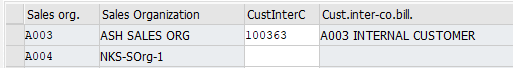 Sales org. Sales Organization CustInterC Cust.inter-co.bill.
A003 ASH SALES ORG 100363 A003 INTERNAL CUSTOMER
A004 NKS-SOrg-1